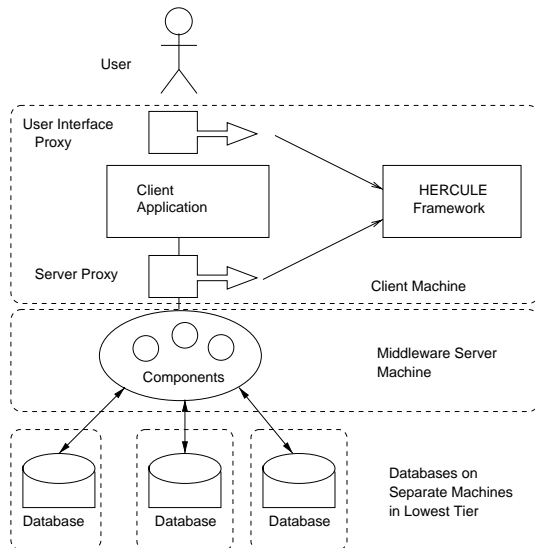 User
User Interface
Proxy
Client
Application
HERCULE
Framework
Server Proxy
Client Machine
Components
Middleware Server
Machine
Database
Database
Database
Databases on
Separate Machines
in Lowest Tier